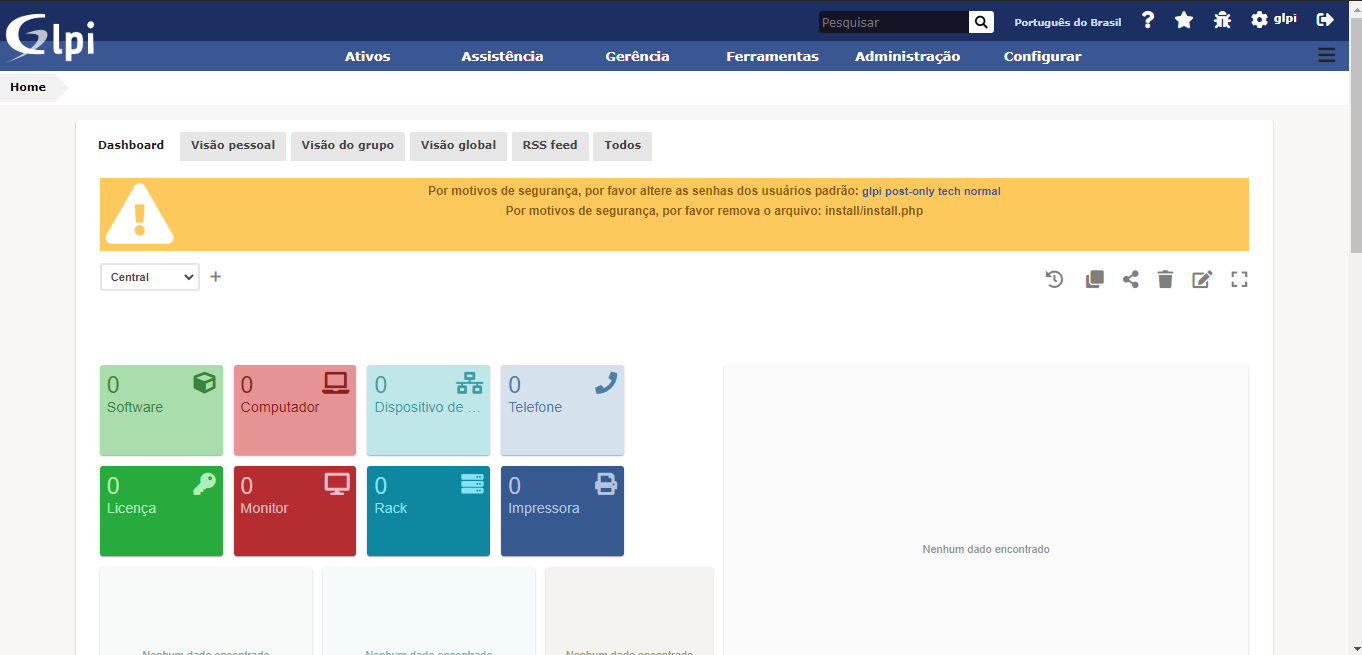 Glpi
Pesquisar
Português do Brasil
glpi
Ativos Assistência Gerência Ferramentas Administração Configurar
Home
Dashboard Visão pessoal Visão do grupo Visão global RSS feed Todos
Por motivos de segurança, por favor altere as senhas dos usuários padrão: glpi post-only tech normal
Por motivos de segurança, por favor remova o arquivo: install/install.php
Central
0 0 0 0
Software Computador Dispositivo de ... Telefone
0 0 0 0
Licença Monitor Rack Impressora
Nenhum dado encontrado
Nenhum dado encontrado Nenhum dado encontrado Nenhum dado encontrado